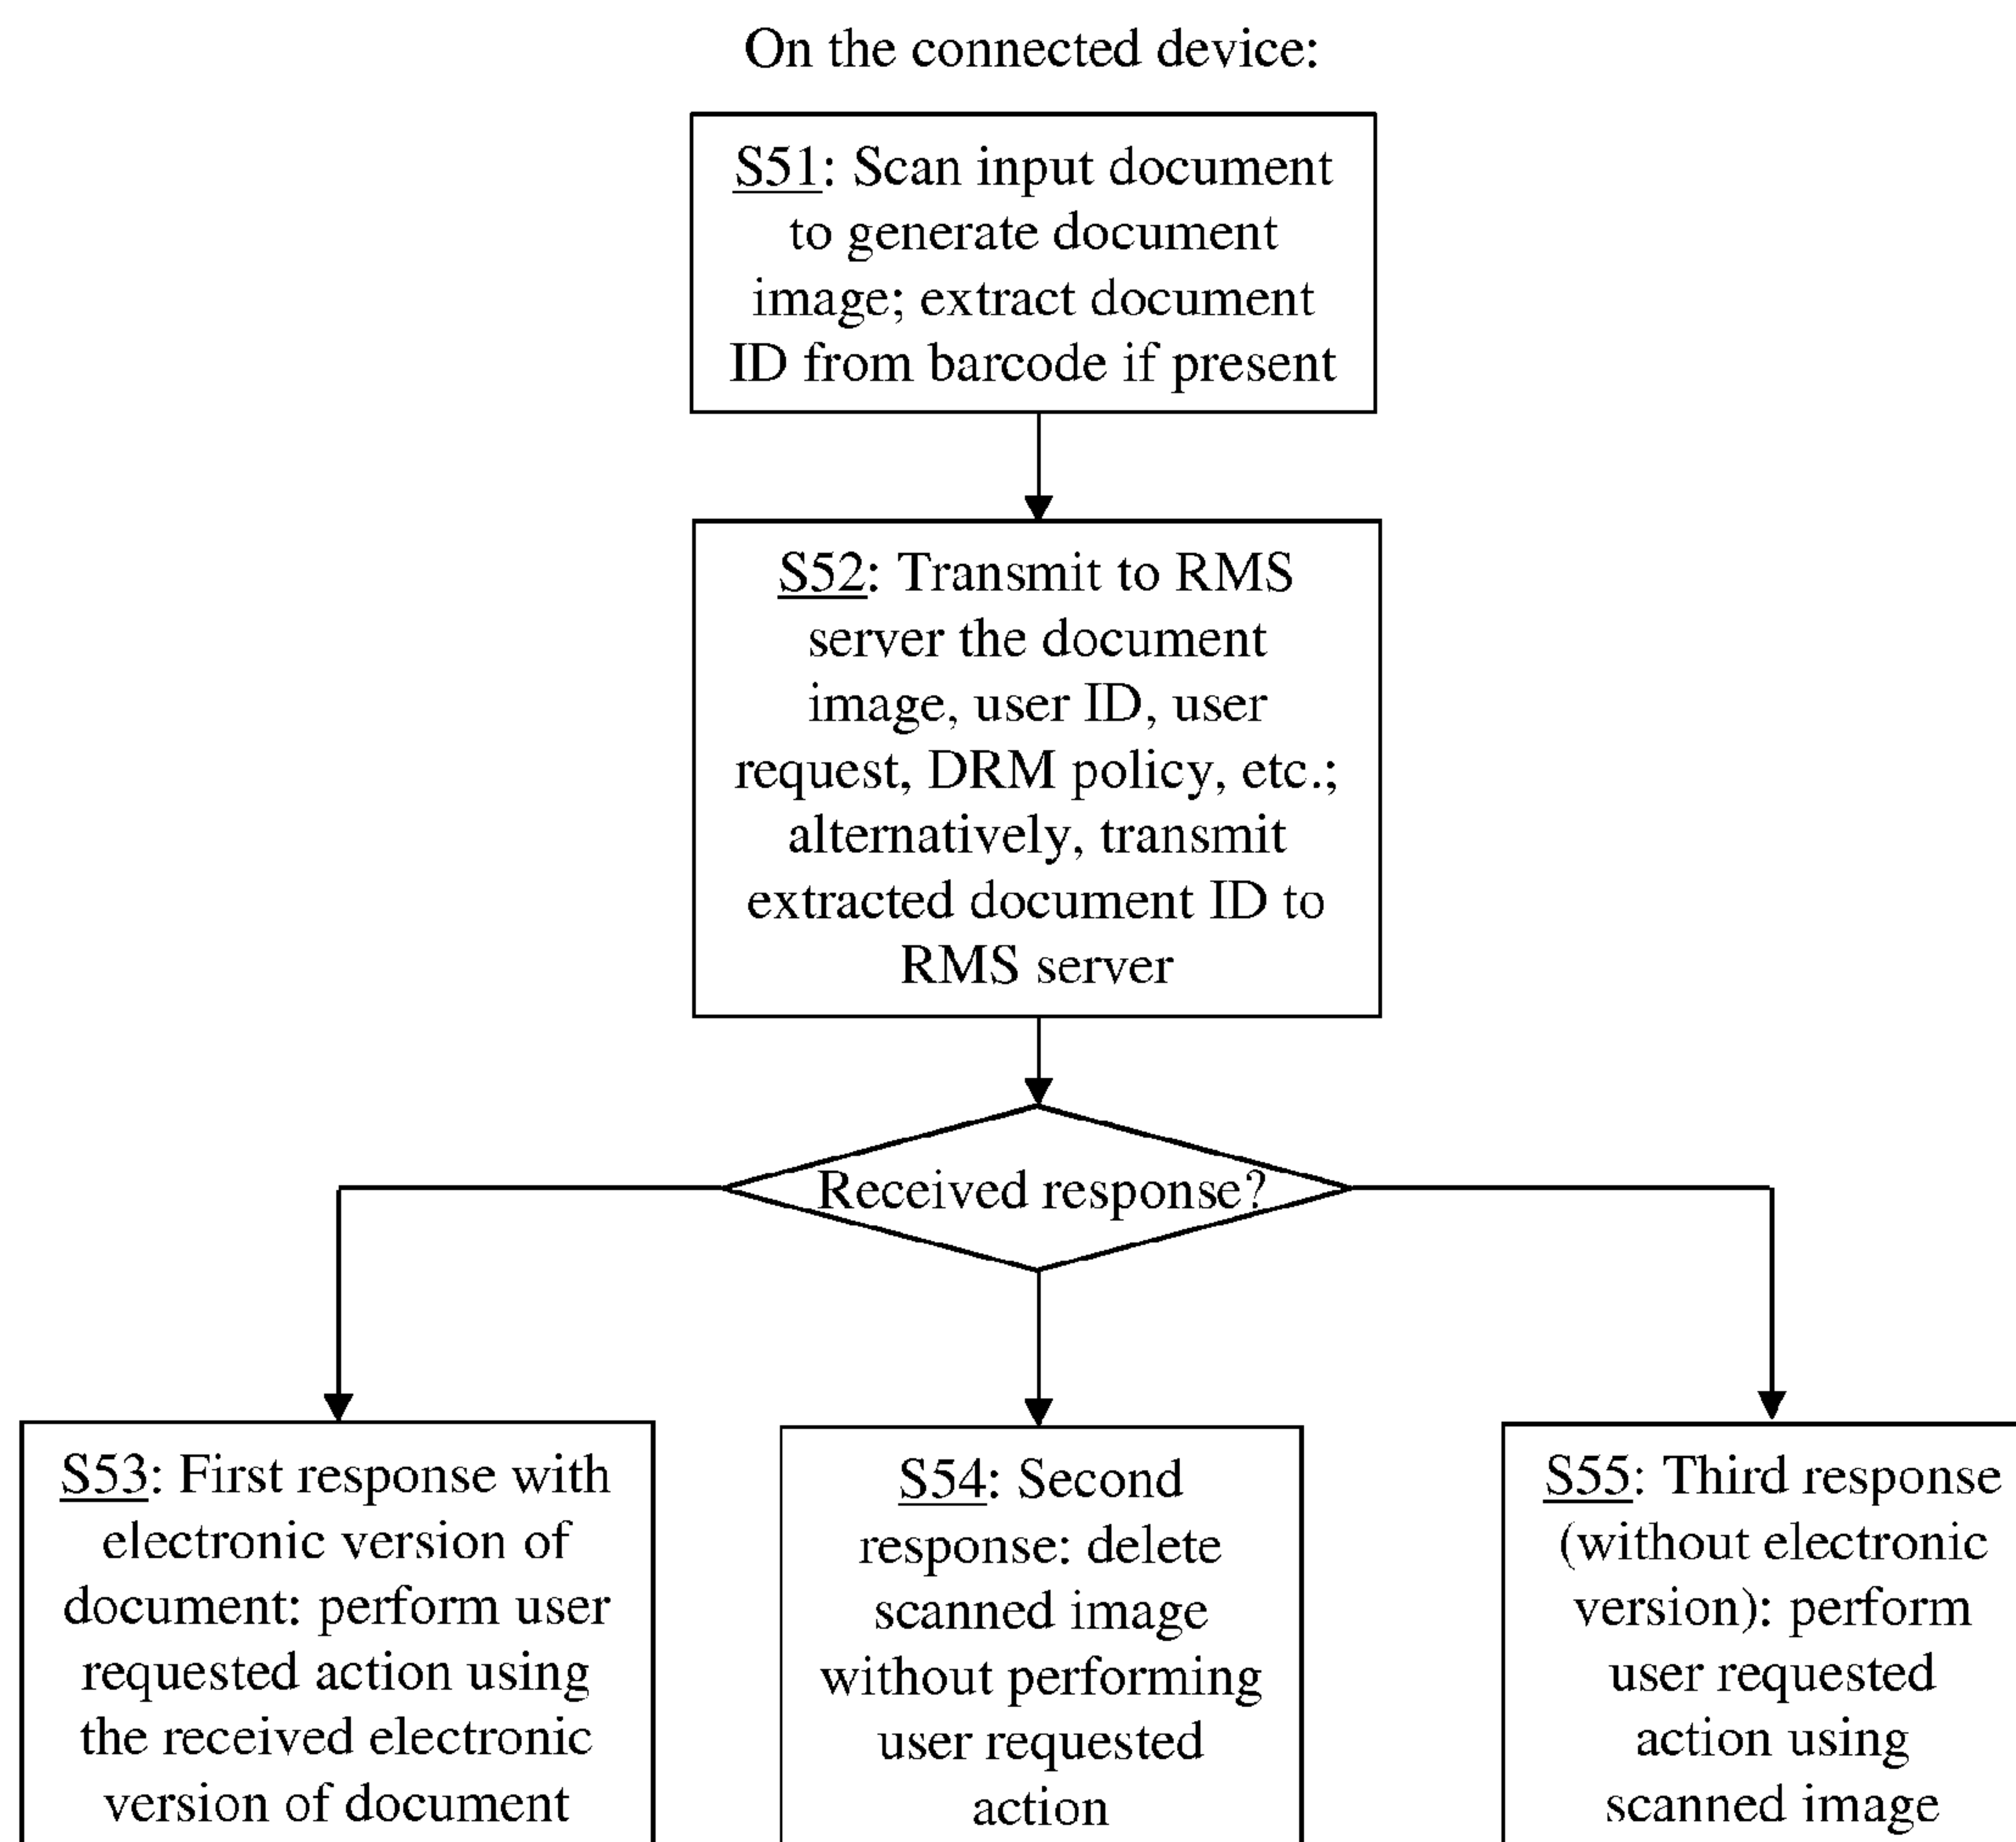 On the connected device:
S51: Scan input document
to generate document
image; extract document
ID from barcode if present
S52: Transmit to RMS
server the document
image, user ID, user
request, DRM policy, etc.;
alternatively, transmit
extracted document ID to
RMS server
Received response?
S53: First response with
electronic version of
document: perform user
requested action using
the received electronic
version of document
S54: Second
response: delete
scanned image
without performing
user requested
action
S55: Third response
(without electronic
version): perform
user requested
action using
scanned image